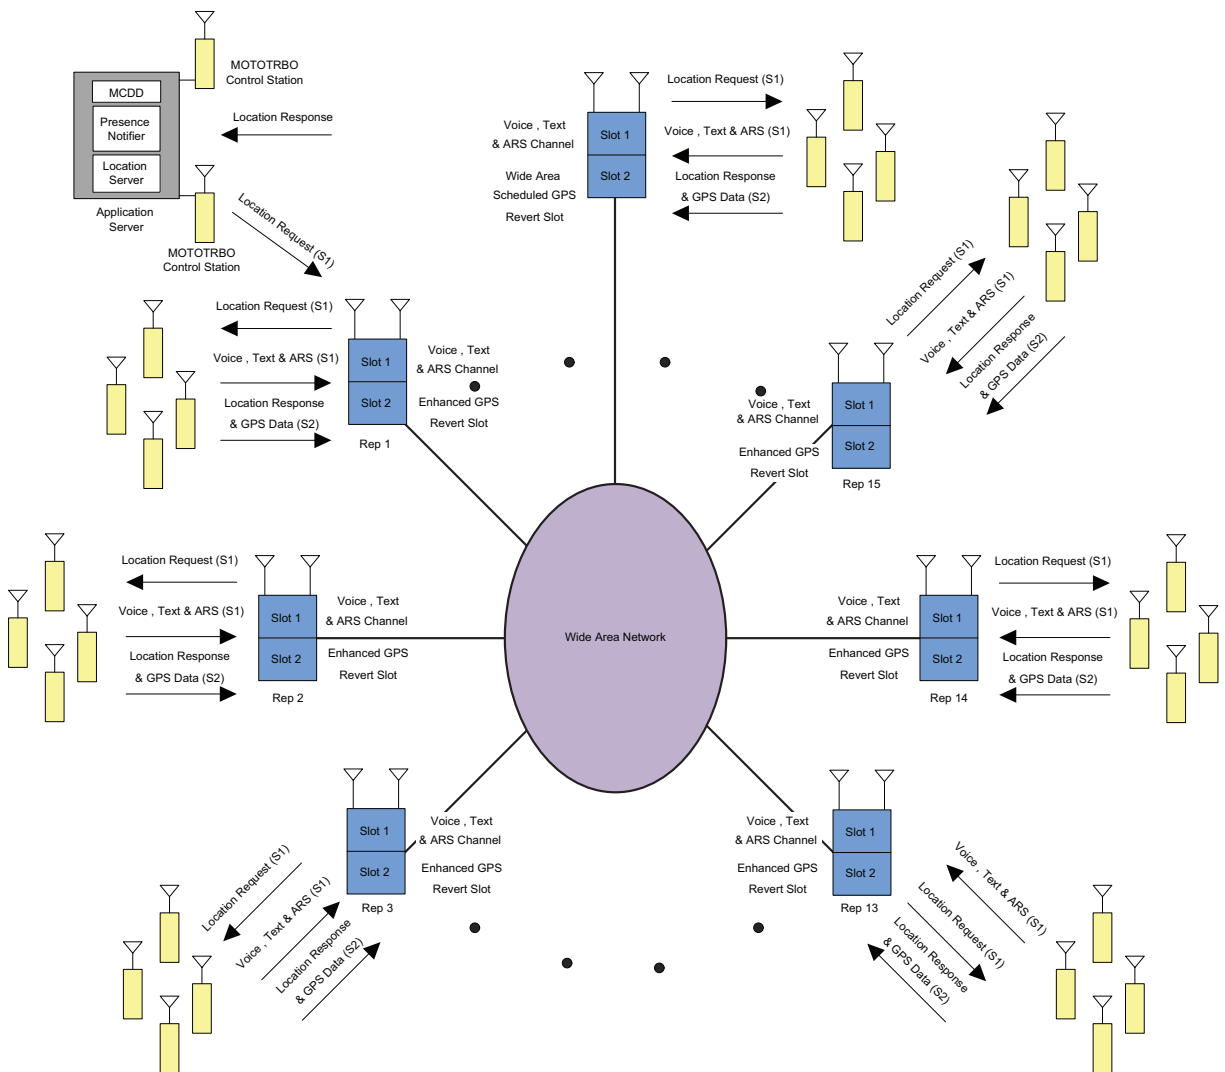 MOTOTRBO
Control Station
MCDD
Presence
Notifier
Location
Server
Application
Server
Location Response
MOTOTRBO
Control Station
Location Request (S1)
Voice , Text
& ARS Channel
Wide Area
Scheduled GPS
Revert Slot
Slot 1
Slot 2
Location Request (S1)
Voice , Text & ARS (S1)
Location Response
& GPS Data (S2)
Location Request (S1)
Voice , Text & ARS (S1)
Location Response
& GPS Data (S2)
Slot 1
Slot 2
Rep 1
Voice , Text
& ARS Channel
Enhanced GPS
Revert Slot
Voice , Text
& ARS Channel
Enhanced GPS
Revert Slot
Slot 1
Slot 2
Rep 15
Location Request (S1)
Voice , Text & ARS (S1)
Location Response
& GPS Data (S2)
Location Request (S1)
Voice , Text & ARS (S1)
Location Response
& GPS Data (S2)
Slot 1
Slot 2
Rep 2
Voice , Text
& ARS Channel
Enhanced GPS
Revert Slot
Wide Area Network
Voice , Text
& ARS Channel
Enhanced GPS
Revert Slot
Slot 1
Slot 2
Rep 14
Location Request (S1)
Voice , Text & ARS (S1)
Location Response
& GPS Data (S2)
Location Request (S1)
Voice , Text & ARS (S1)
Location Response
& GPS Data (S2)
Slot 1
Slot 2
Rep 3
Voice , Text
& ARS Channel
Enhanced GPS
Revert Slot
Voice , Text
& ARS Channel
Enhanced GPS
Revert Slot
Slot 1
Slot 2
Rep 13
Voice , Text & ARS (S1)
Location Request (S1)
Location Response
& GPS Data (S2)